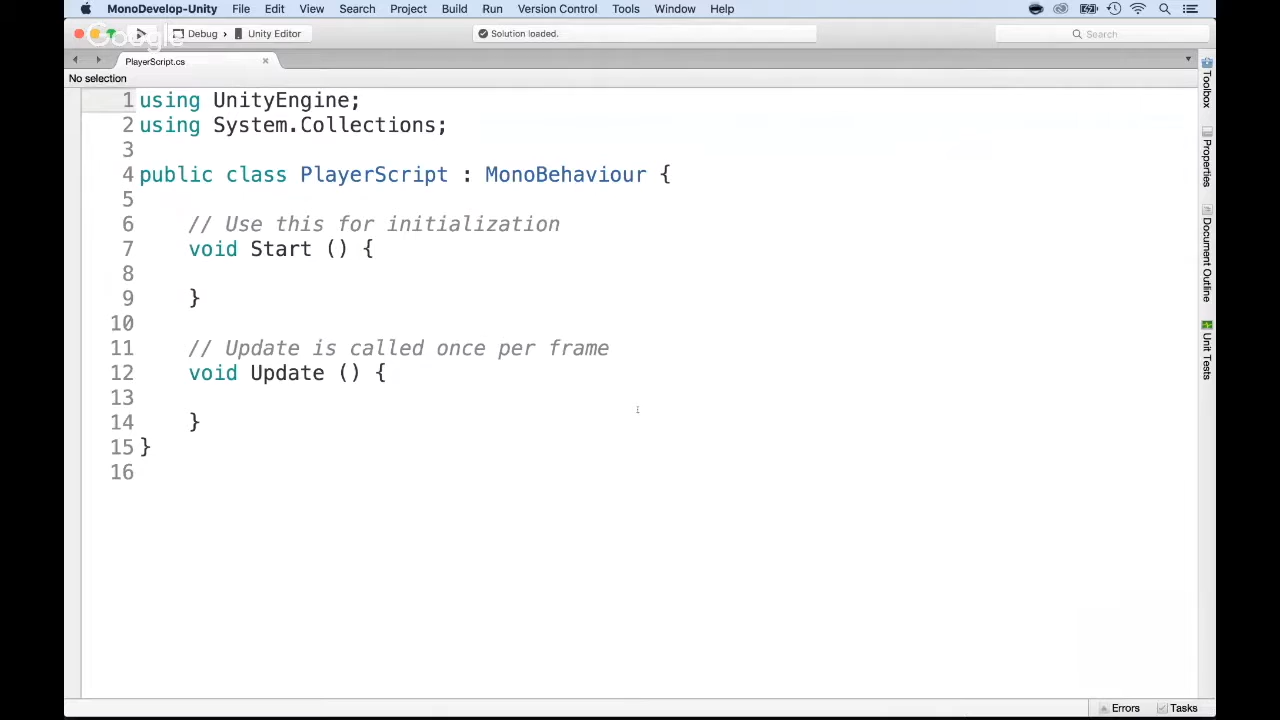 MonoDevelop-Unity File Edit View Search Project Build Run Version Control Tools Window Help
Google
Debug › Unity Editor
Solution loaded.
Search
PlayerScript.cs
No selection
1 using UnityEngine;
2 using System.Collections;
3
4 public class PlayerScript : MonoBehaviour {
5
6 // Use this for initialization
7 void Start () {
8
9 }
10
11 // Update is called once per frame
12 void Update () {
13
14 }
15 }
16
Toolbox
Properties
Document Outline
Unit Tests
Errors Tasks